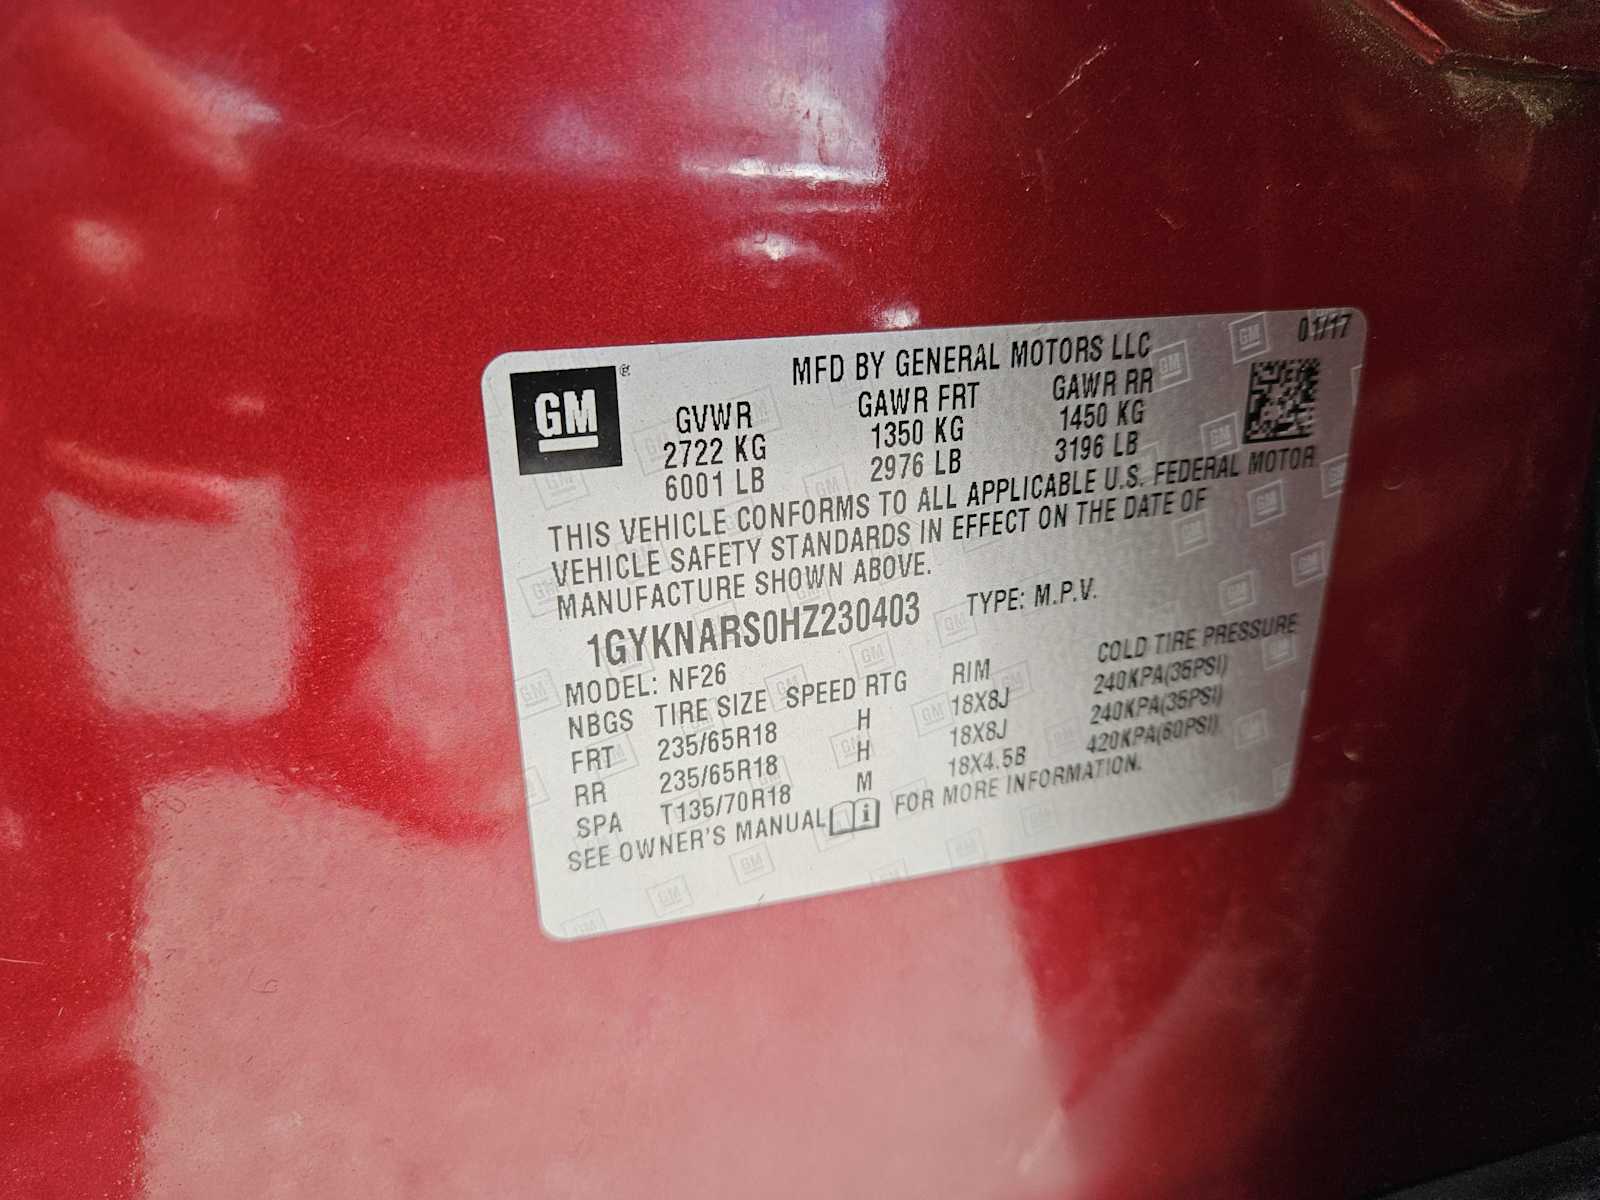 GM
MFD BY GENERAL MOTORS LLC 01/17
GVWR GAWR FRT GAWR RR
2722 KG 1350 KG 1450 KG
6001 LB 2976 LB 3196 LB
THIS VEHICLE CONFORMS TO ALL APPLICABLE U.S. FEDERAL MOTOR
VEHICLE SAFETY STANDARDS IN EFFECT ON THE DATE OF
MANUFACTURE SHOWN ABOVE.
1GYKNARS0HZ230403 TYPE: M.P.V.
MODEL: NF26
NBGS TIRE SIZE SPEED RTG RIM COLD TIRE PRESSURE
FRT 235/65R18 H 18X8J 240KPA(35PSI)
RR 235/65R18 H 18X8J 240KPA(35PSI)
SPA T135/70R18 M 18X4.5B 420KPA(60PSI)
SEE OWNER'S MANUAL FOR MORE INFORMATION.